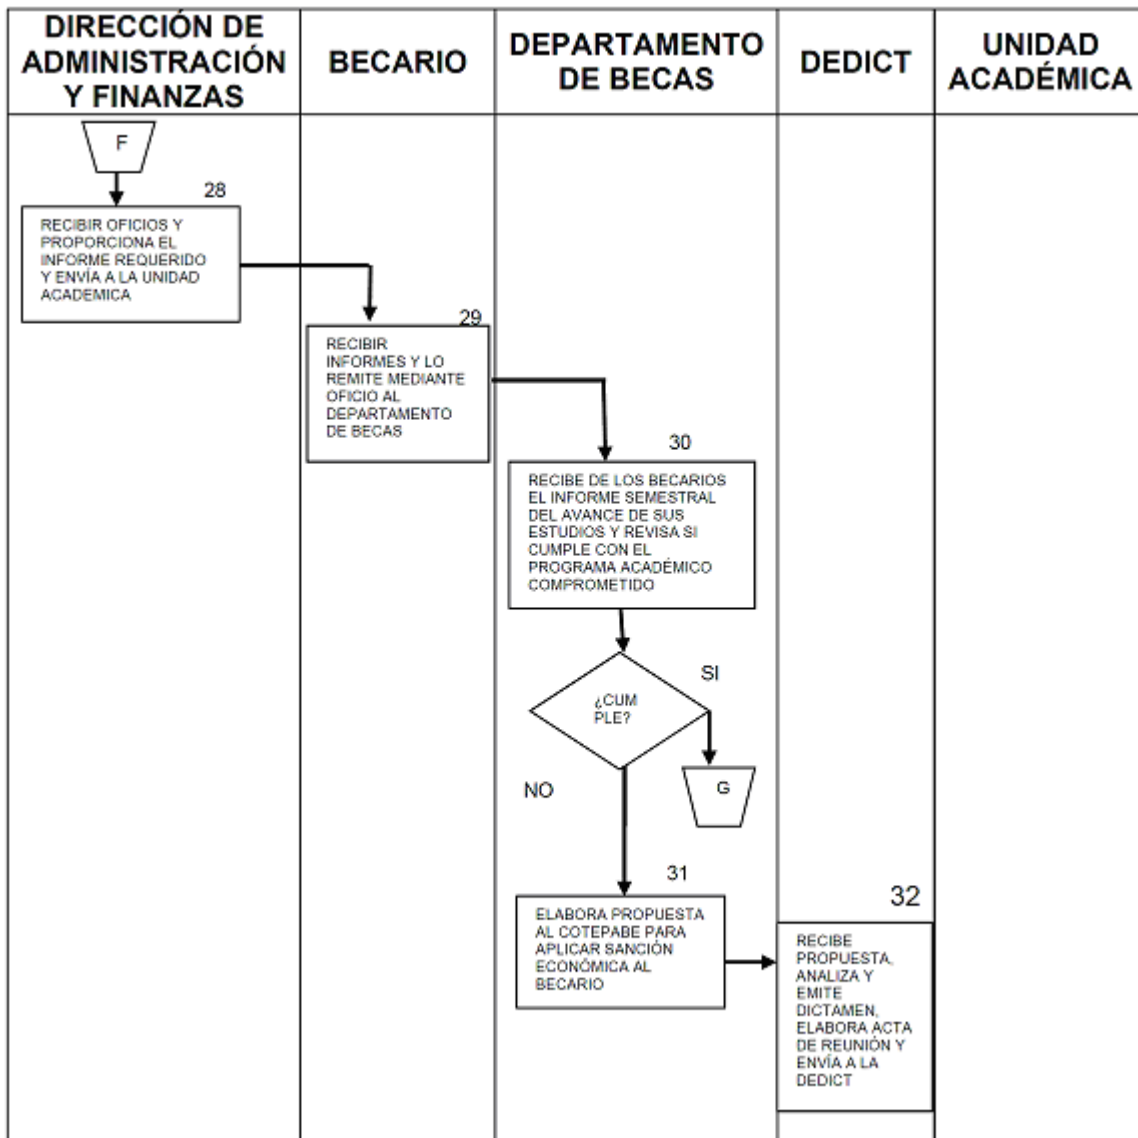 DIRECCIÓN DE
ADMINISTRACIÓN
Y FINANZAS
BECARIO
DEPARTAMENTO
DE BECAS
DEDICT
UNIDAD
ACADÉMICA
F
28
RECIBIR OFICIOS Y
PROPORCIONA EL
INFORME REQUERIDO
Y ENVÍA A LA UNIDAD
ACADEMICA
29
RECIBIR
INFORMES Y LO
REMITE MEDIANTE
OFICIO AL
DEPARTAMENTO
DE BECAS
30
RECIBE DE LOS BECARIOS
EL INFORME SEMESTRAL
DEL AVANCE DE SUS
ESTUDIOS Y REVISA SI
CUMPLE CON EL
PROGRAMA ACADÉMICO
COMPROMETIDO
¿CUM
PLE?
SI
G
NO
31
ELABORA PROPUESTA
AL COTEPABE PARA
APLICAR SANCIÓN
ECONÓMICA AL
BECARIO
32
RECIBE
PROPUESTA,
ANALIZA Y
EMITE
DICTAMEN,
ELABORA ACTA
DE REUNIÓN Y
ENVÍA A LA
DEDICT